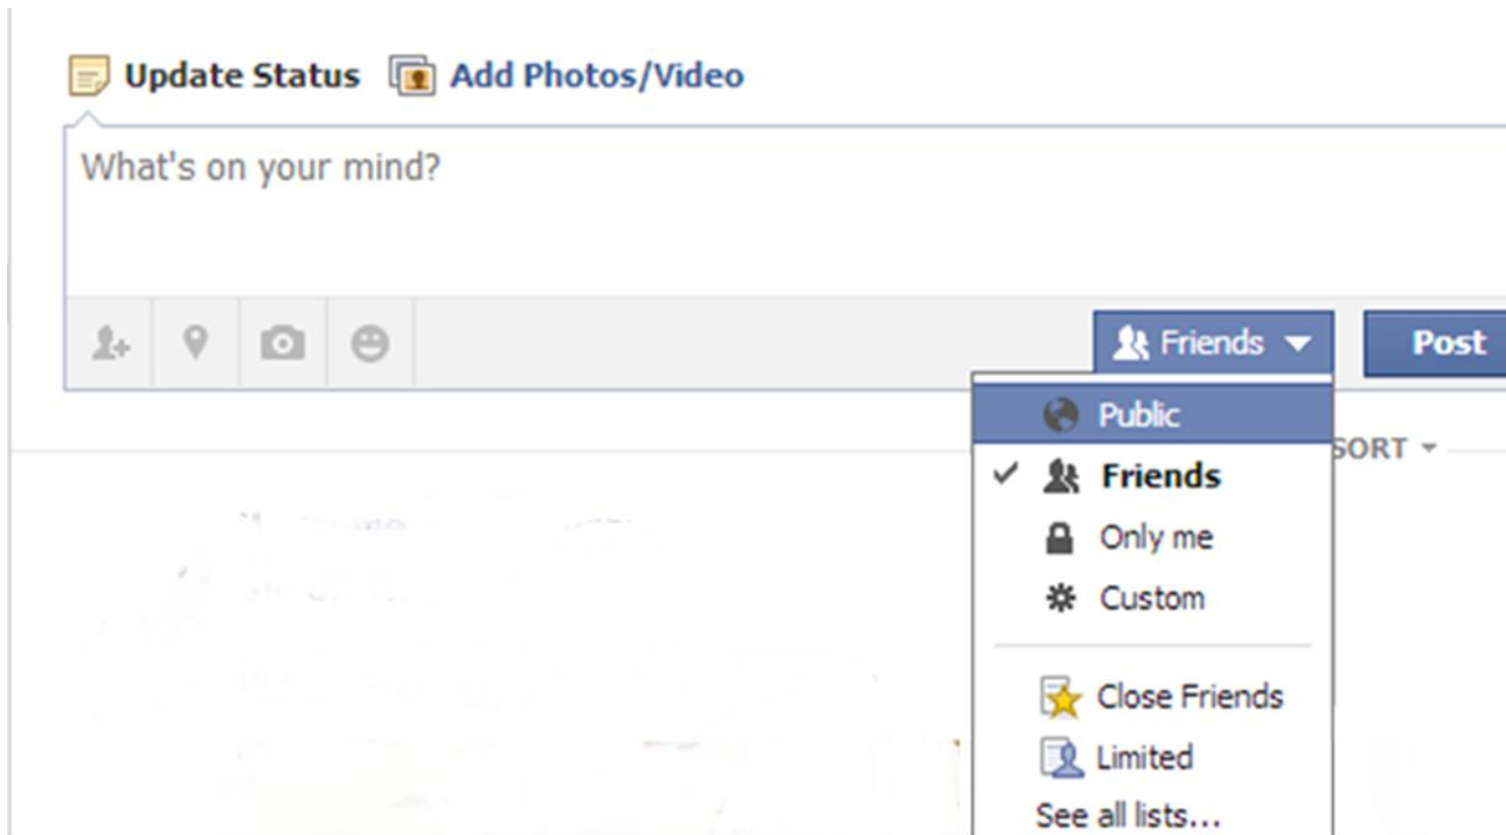 Update Status Add Photos/Video
What's on your mind?
Friends Post
Public
SORT
Friends
Only me
Custom
Close Friends
Limited
See all lists...